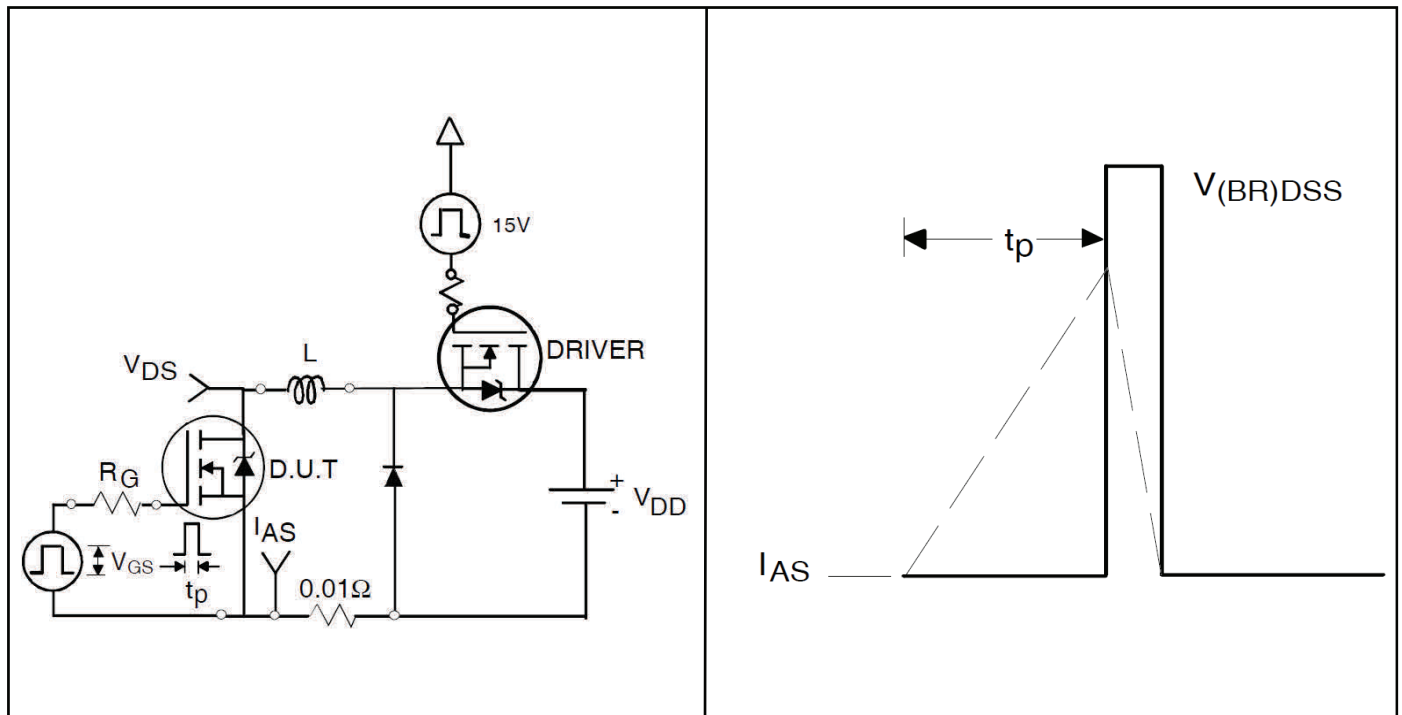 15V
DRIVER
L
VDS
D.U.T
RG
+
VDD
-
IAS
VGS
tp
0.01Ω
V(BR)DSS
tp
IAS